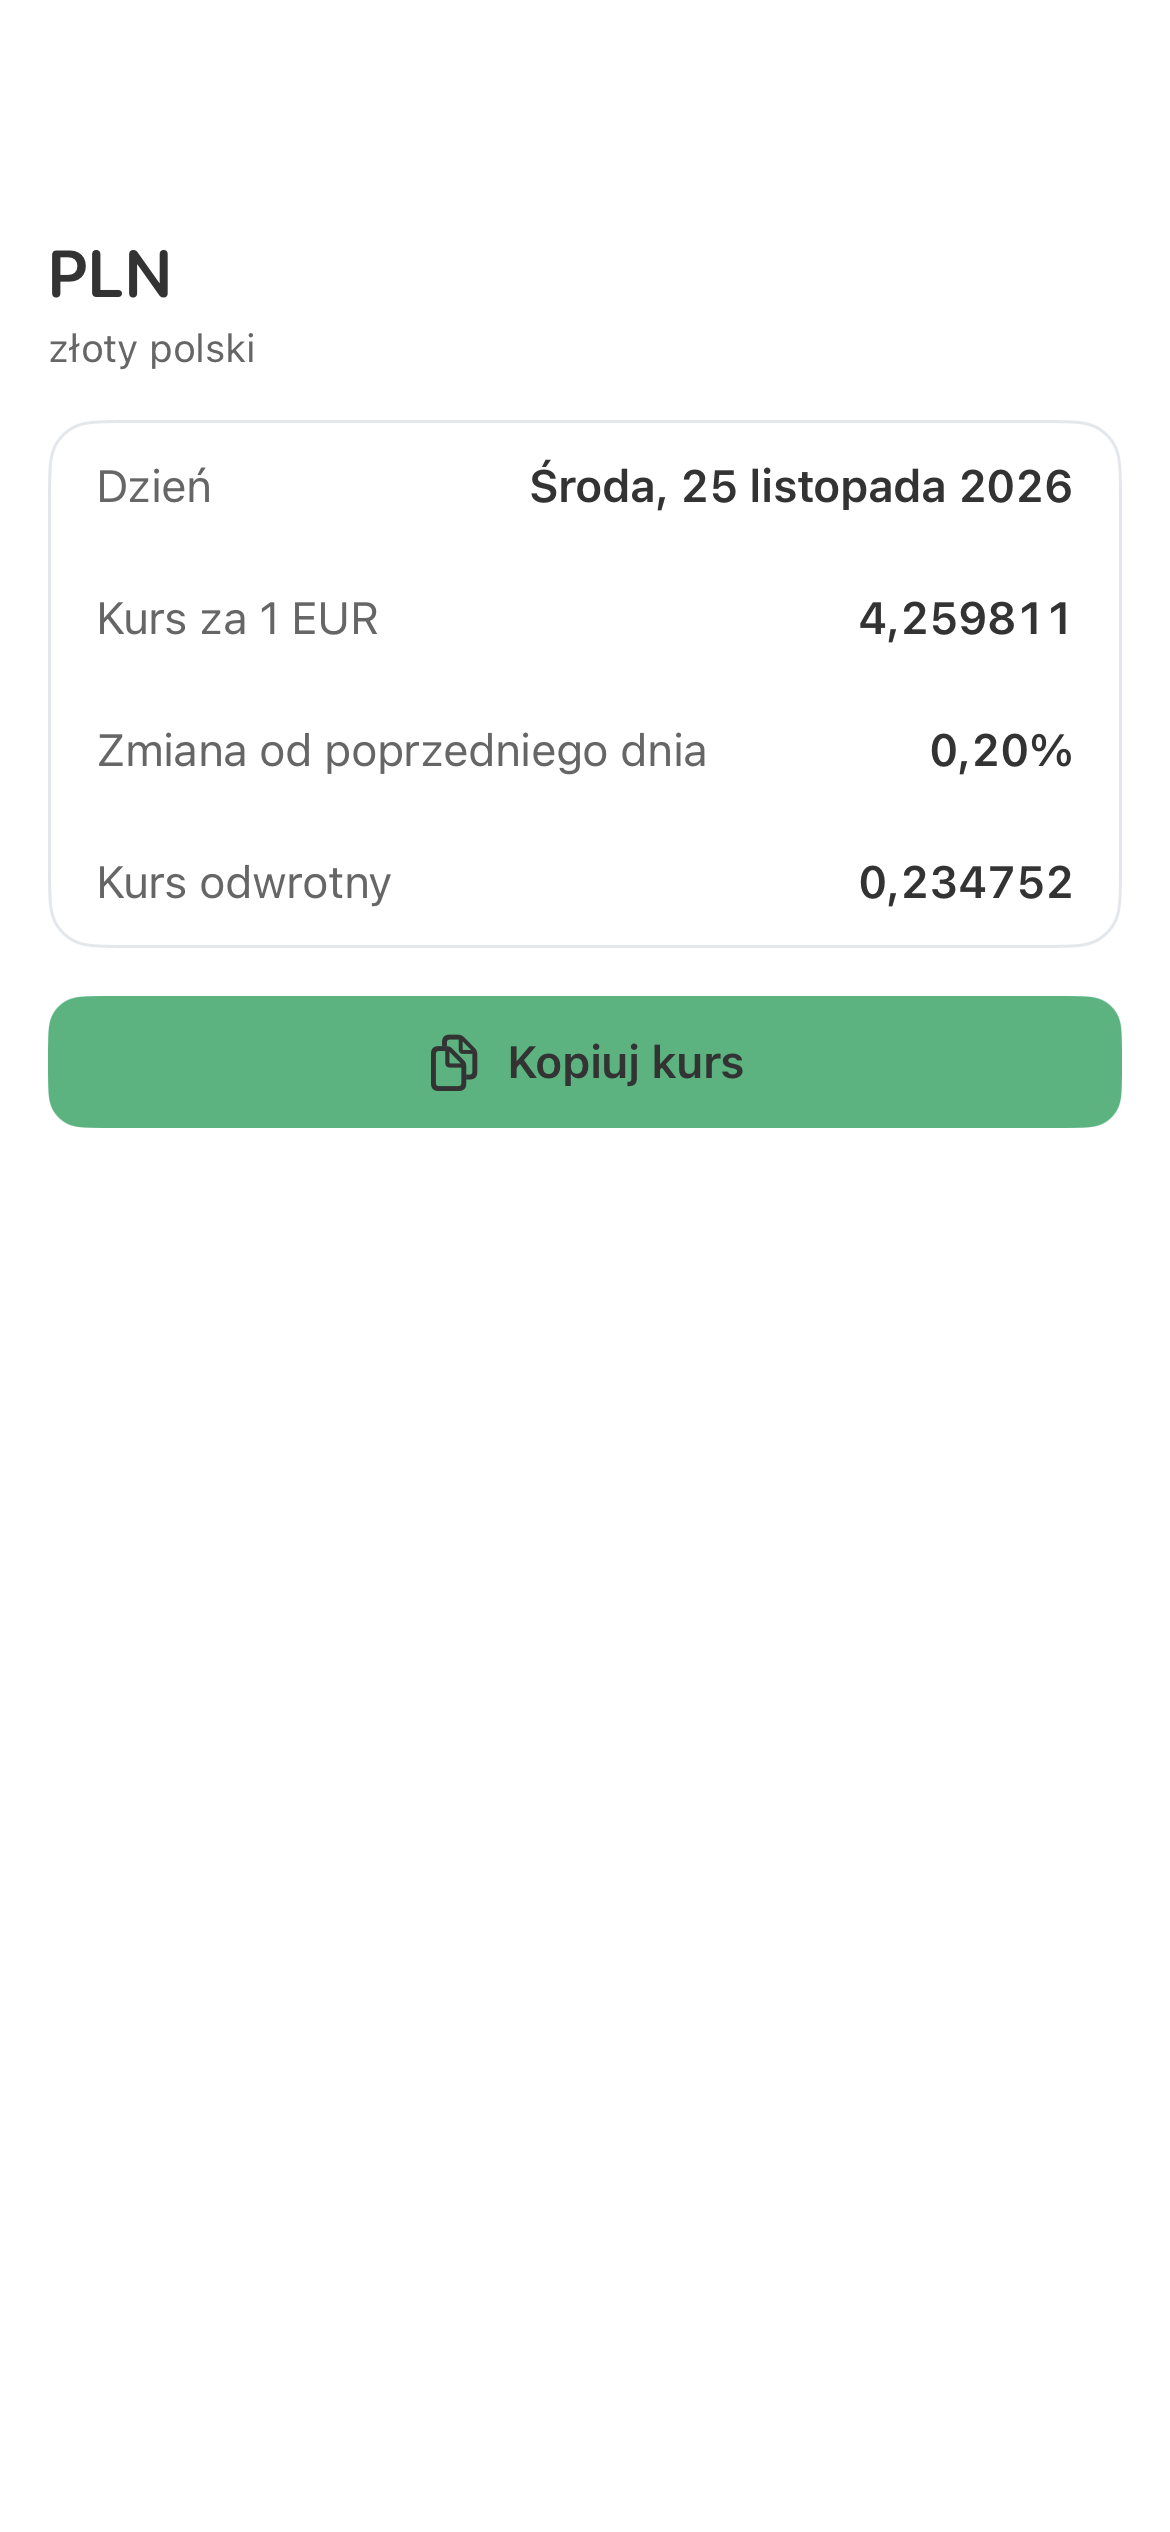 PLN
złoty polski
Dzień Środa, 25 listopada 2026
Kurs za 1 EUR 4,259811
Zmiana od poprzedniego dnia 0,20%
Kurs odwrotny 0,234752
Kopiuj kurs